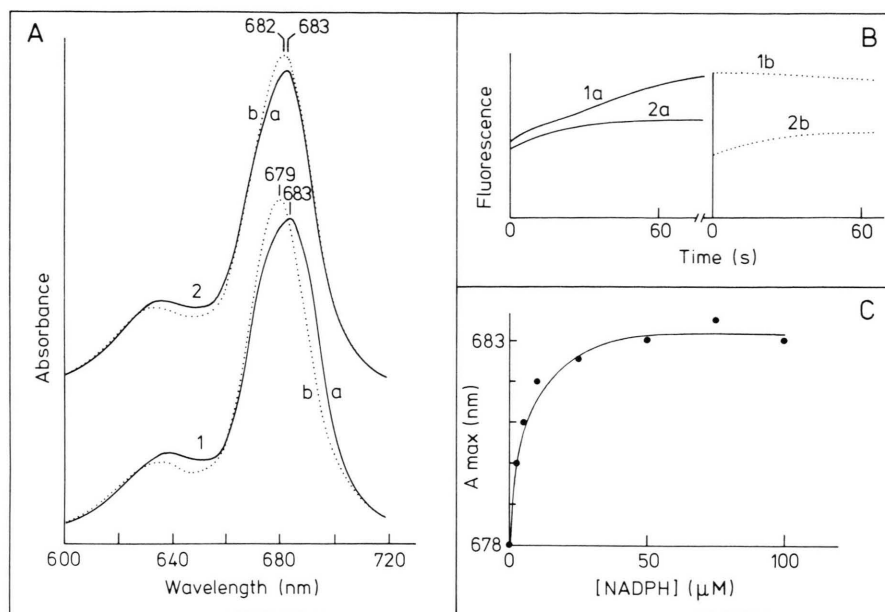 A
682 683
b a
679
683
2
1
b a
Absorbance
600 640 680 720
Wavelength (nm)
B
1a
2a
1b
2b
Fluorescence
0 60 0 60
Time (s)
C
683
678
A max (nm)
0 50 100
[NADPH] (μM)